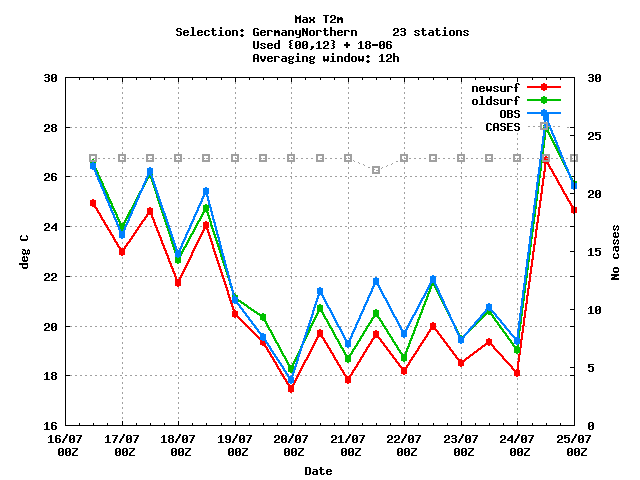 Max T2m
Selection: GermanyNorthern 23 stations
Used {00,12} + 18-06
Averaging window: 12h
newsurf
oldsurf
OBS
CASES
30
28
26
24
22
20
18
16
deg C
30
25
20
15
10
5
0
No cases
16/07 17/07 18/07 19/07 20/07 21/07 22/07 23/07 24/07 25/07
00Z 00Z 00Z 00Z 00Z 00Z 00Z 00Z 00Z 00Z
Date